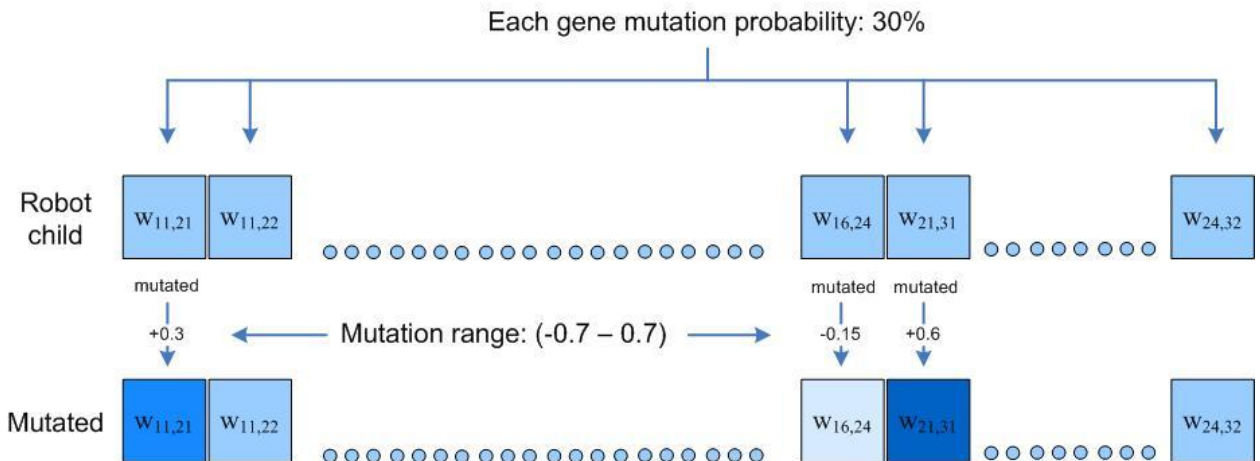 Each gene mutation probability: 30%
Robot
child
W11,21 W11,22 W16,24 W21,31 W24,32
mutated mutated mutated
+0.3 Mutation range: (-0.7 – 0.7) -0.15 +0.6
Mutated
W11,21 W11,22 W16,24 W21,31 W24,32